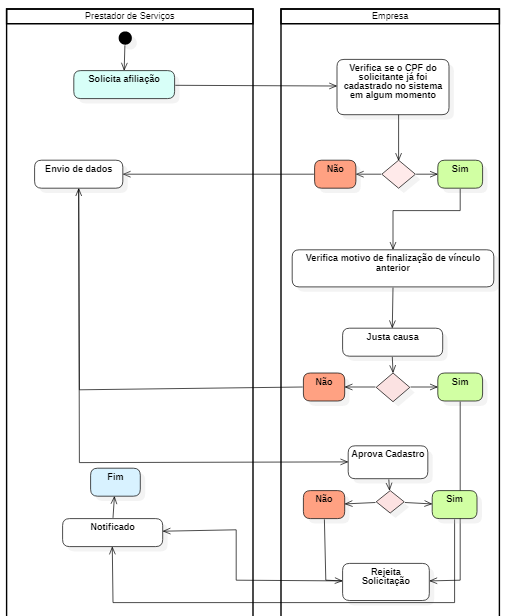 Prestador de Serviços
Empresa
Solicita afiliação
Verifica se o CPF do
solicitante já foi
cadastrado no sistema
em algum momento
Envio de dados
Não
Sim
Verifica motivo de finalização de vínculo
anterior
Justa causa
Não
Sim
Aprova Cadastro
Fim
Não
Sim
Notificado
Rejeita
Solicitação